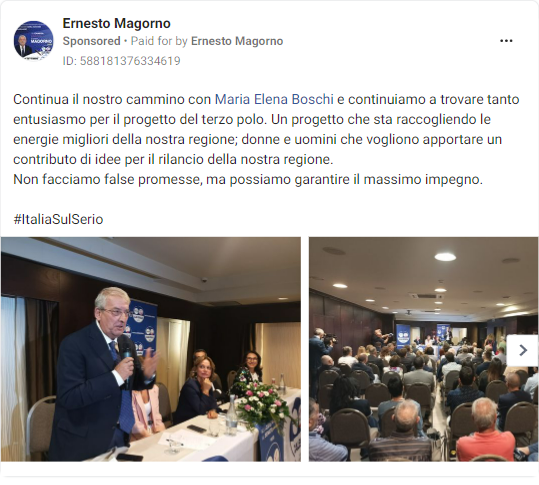 Ernesto Magorno
Sponsored • Paid for by Ernesto Magorno
ID: 588181376334619
Continua il nostro cammino con Maria Elena Boschi e continuiamo a trovare tanto
entusiasmo per il progetto del terzo polo. Un progetto che sta raccogliendo le
energie migliori della nostra regione; donne e uomini che vogliono apportare un
contributo di idee per il rilancio della nostra regione.
Non facciamo false promesse, ma possiamo garantire il massimo impegno.
#ItaliaSulSerio